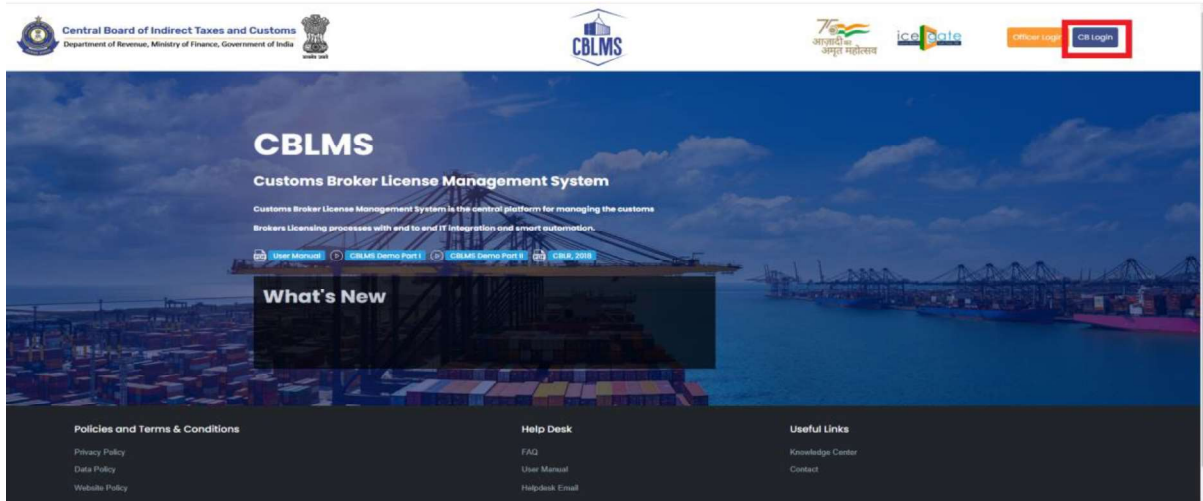 Central Board of Indirect Taxes and Customs
Department of Revenue, Ministry of Finance, Government of India
CBLMS
आज़ादी का
अमृत महोत्सव
icegate
Officer Login
CB Login
CBLMS
Customs Broker License Management System
Customs Broker License Management System is the central platform for managing the customs
Brokers Licensing processes with end to end IT integration and smart automation.
User Manual CBLMS Demo Part I CBLMS Demo Part II CBLR, 2018
What's New
Policies and Terms & Conditions
Privacy Policy
Data Policy
Website Policy
Help Desk
FAQ
User Manual
Helpdesk Email
Useful Links
Knowledge Center
Contact